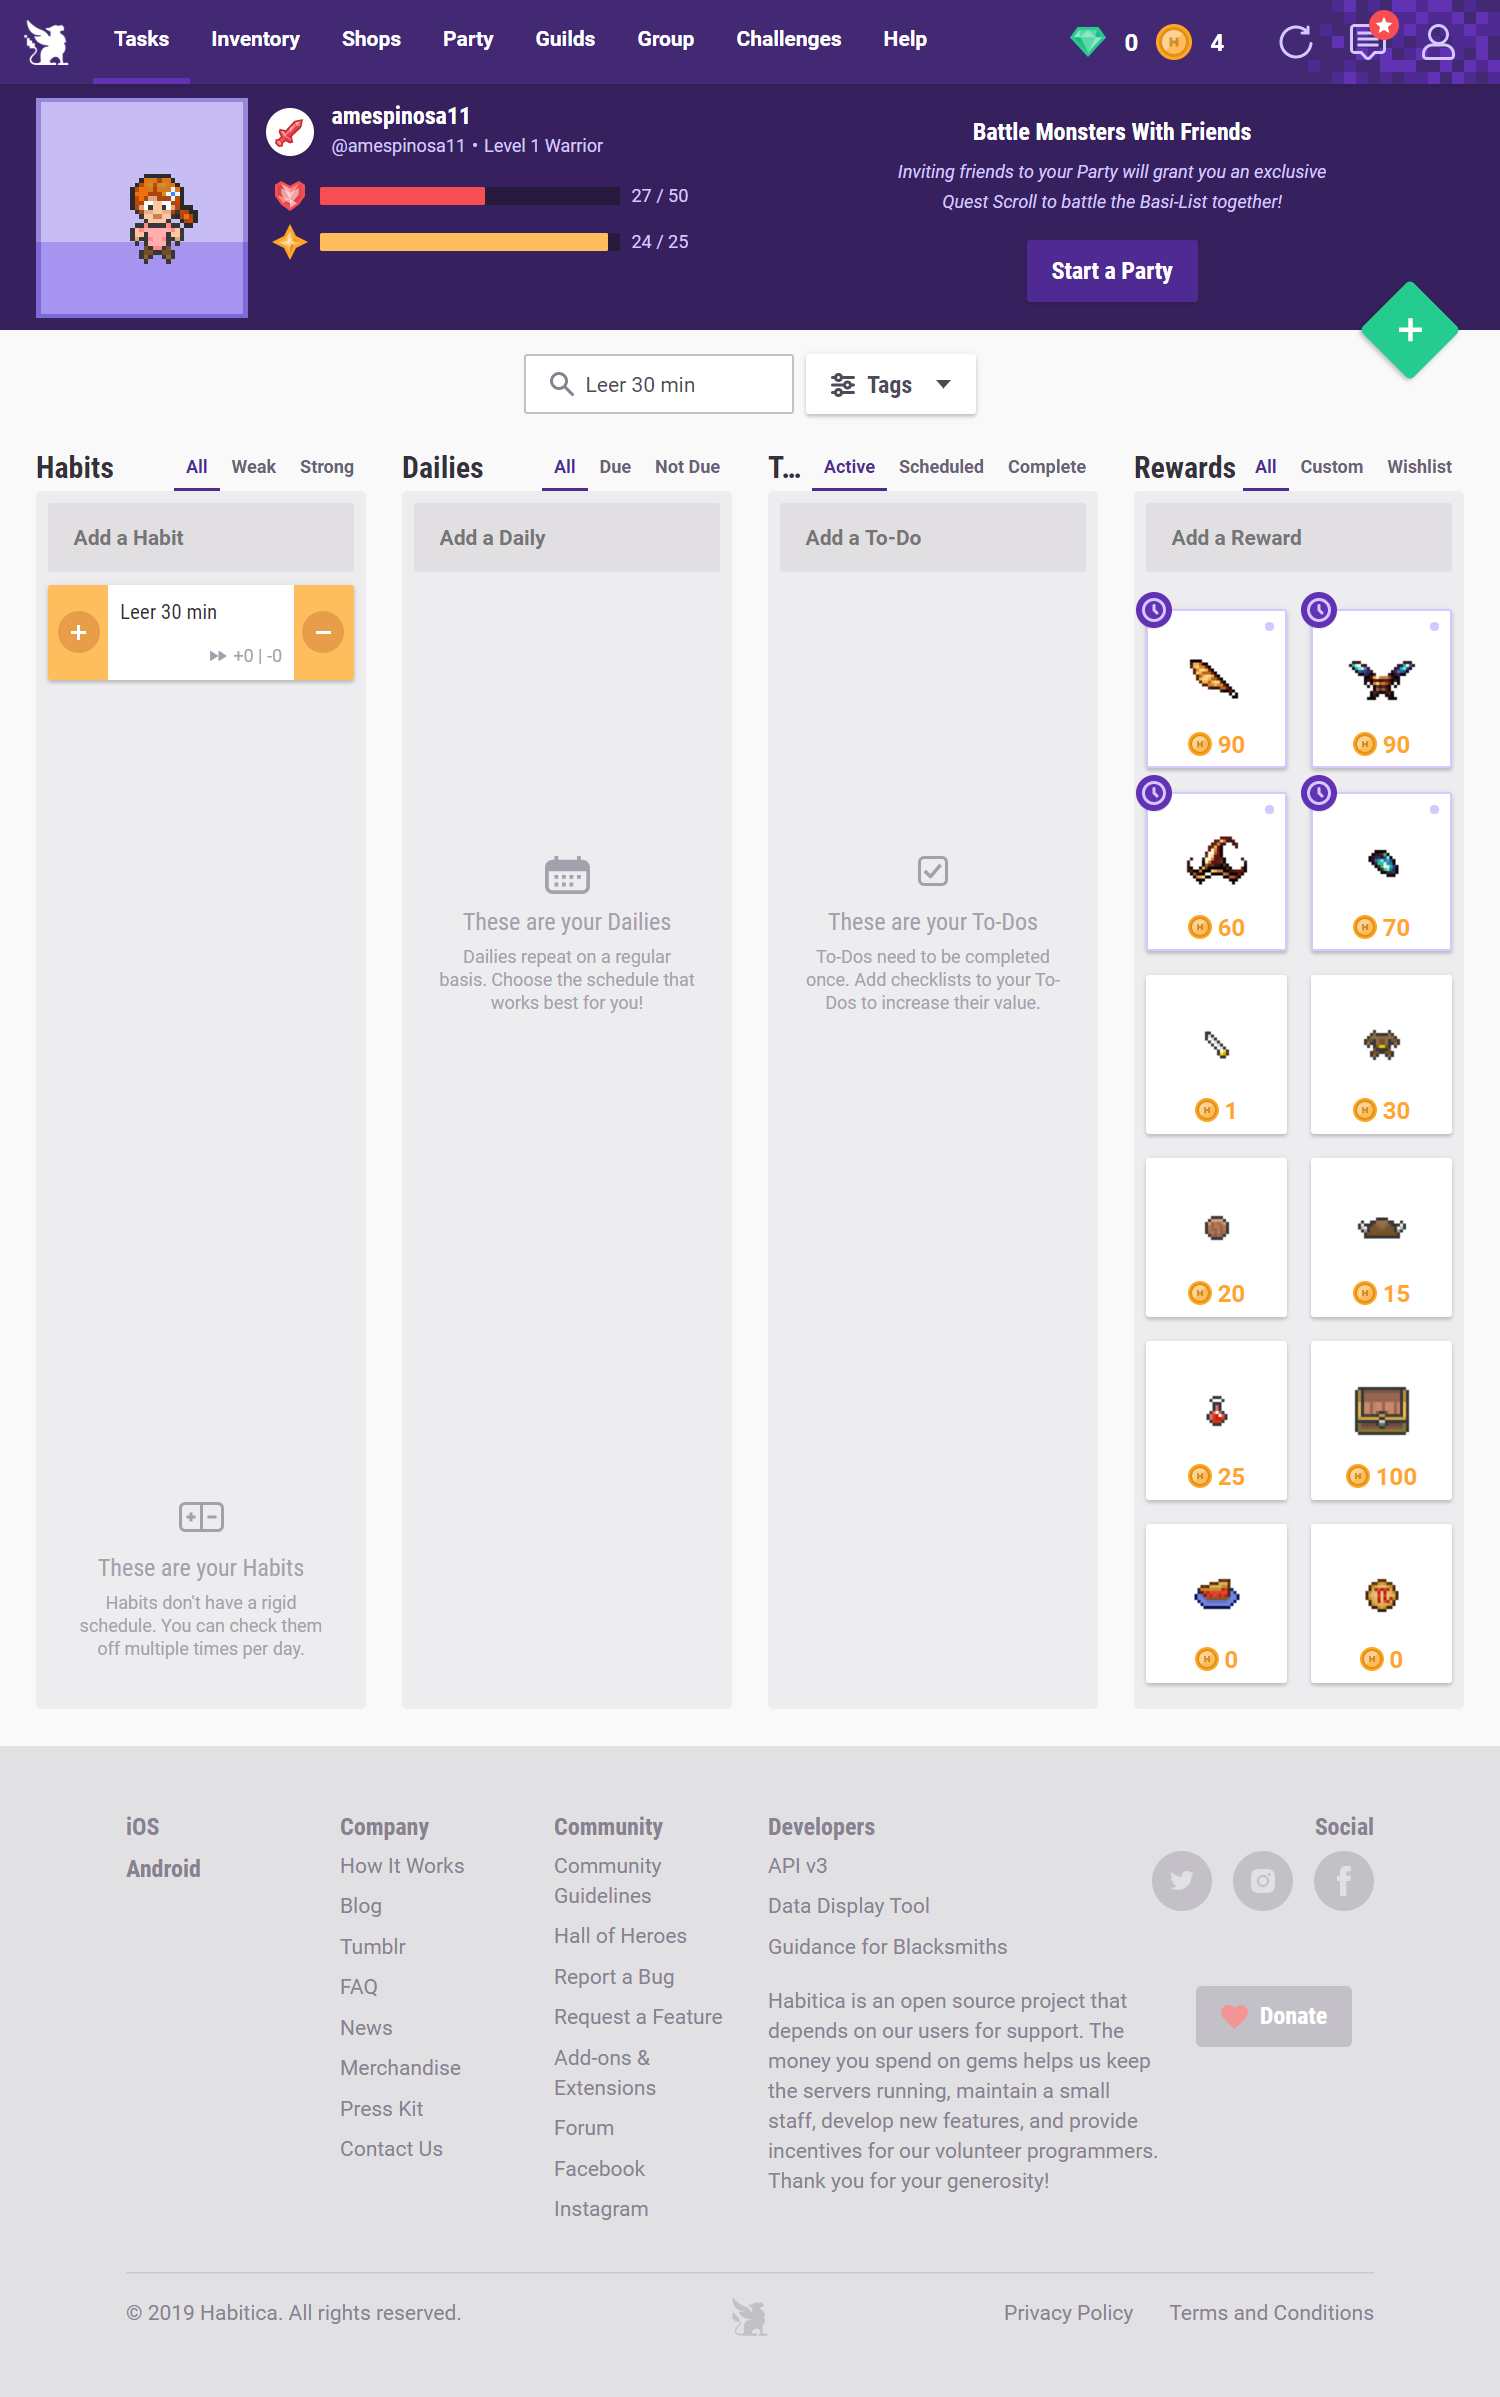 Tasks Inventory Shops Party Guilds Group Challenges Help 0 4
amespinosa11
@amespinosa11 • Level 1 Warrior
27 / 50
24 / 25
Battle Monsters With Friends
Inviting friends to your Party will grant you an exclusive
Quest Scroll to battle the Basi-List together!
Start a Party
Leer 30 min
Tags
Habits All Weak Strong
Add a Habit
Leer 30 min
+0 | -0
These are your Habits
Habits don't have a rigid
schedule. You can check them
off multiple times per day.
Dailies All Due Not Due
Add a Daily
These are your Dailies
Dailies repeat on a regular
basis. Choose the schedule that
works best for you!
T... Active Scheduled Complete
Add a To-Do
These are your To-Dos
To-Dos need to be completed
once. Add checklists to your To-
Dos to increase their value.
Rewards All Custom Wishlist
Add a Reward
90 90
60 70
1 30
20 15
25 100
0 0
iOS
Android
Company
How It Works
Blog
Tumblr
FAQ
News
Merchandise
Press Kit
Contact Us
Community
Community
Guidelines
Hall of Heroes
Report a Bug
Request a Feature
Add-ons &
Extensions
Forum
Facebook
Instagram
Developers
API v3
Data Display Tool
Guidance for Blacksmiths
Habitica is an open source project that
depends on our users for support. The
money you spend on gems helps us keep
the servers running, maintain a small
staff, develop new features, and provide
incentives for our volunteer programmers.
Thank you for your generosity!
Social
Donate
© 2019 Habitica. All rights reserved.
Privacy Policy Terms and Conditions